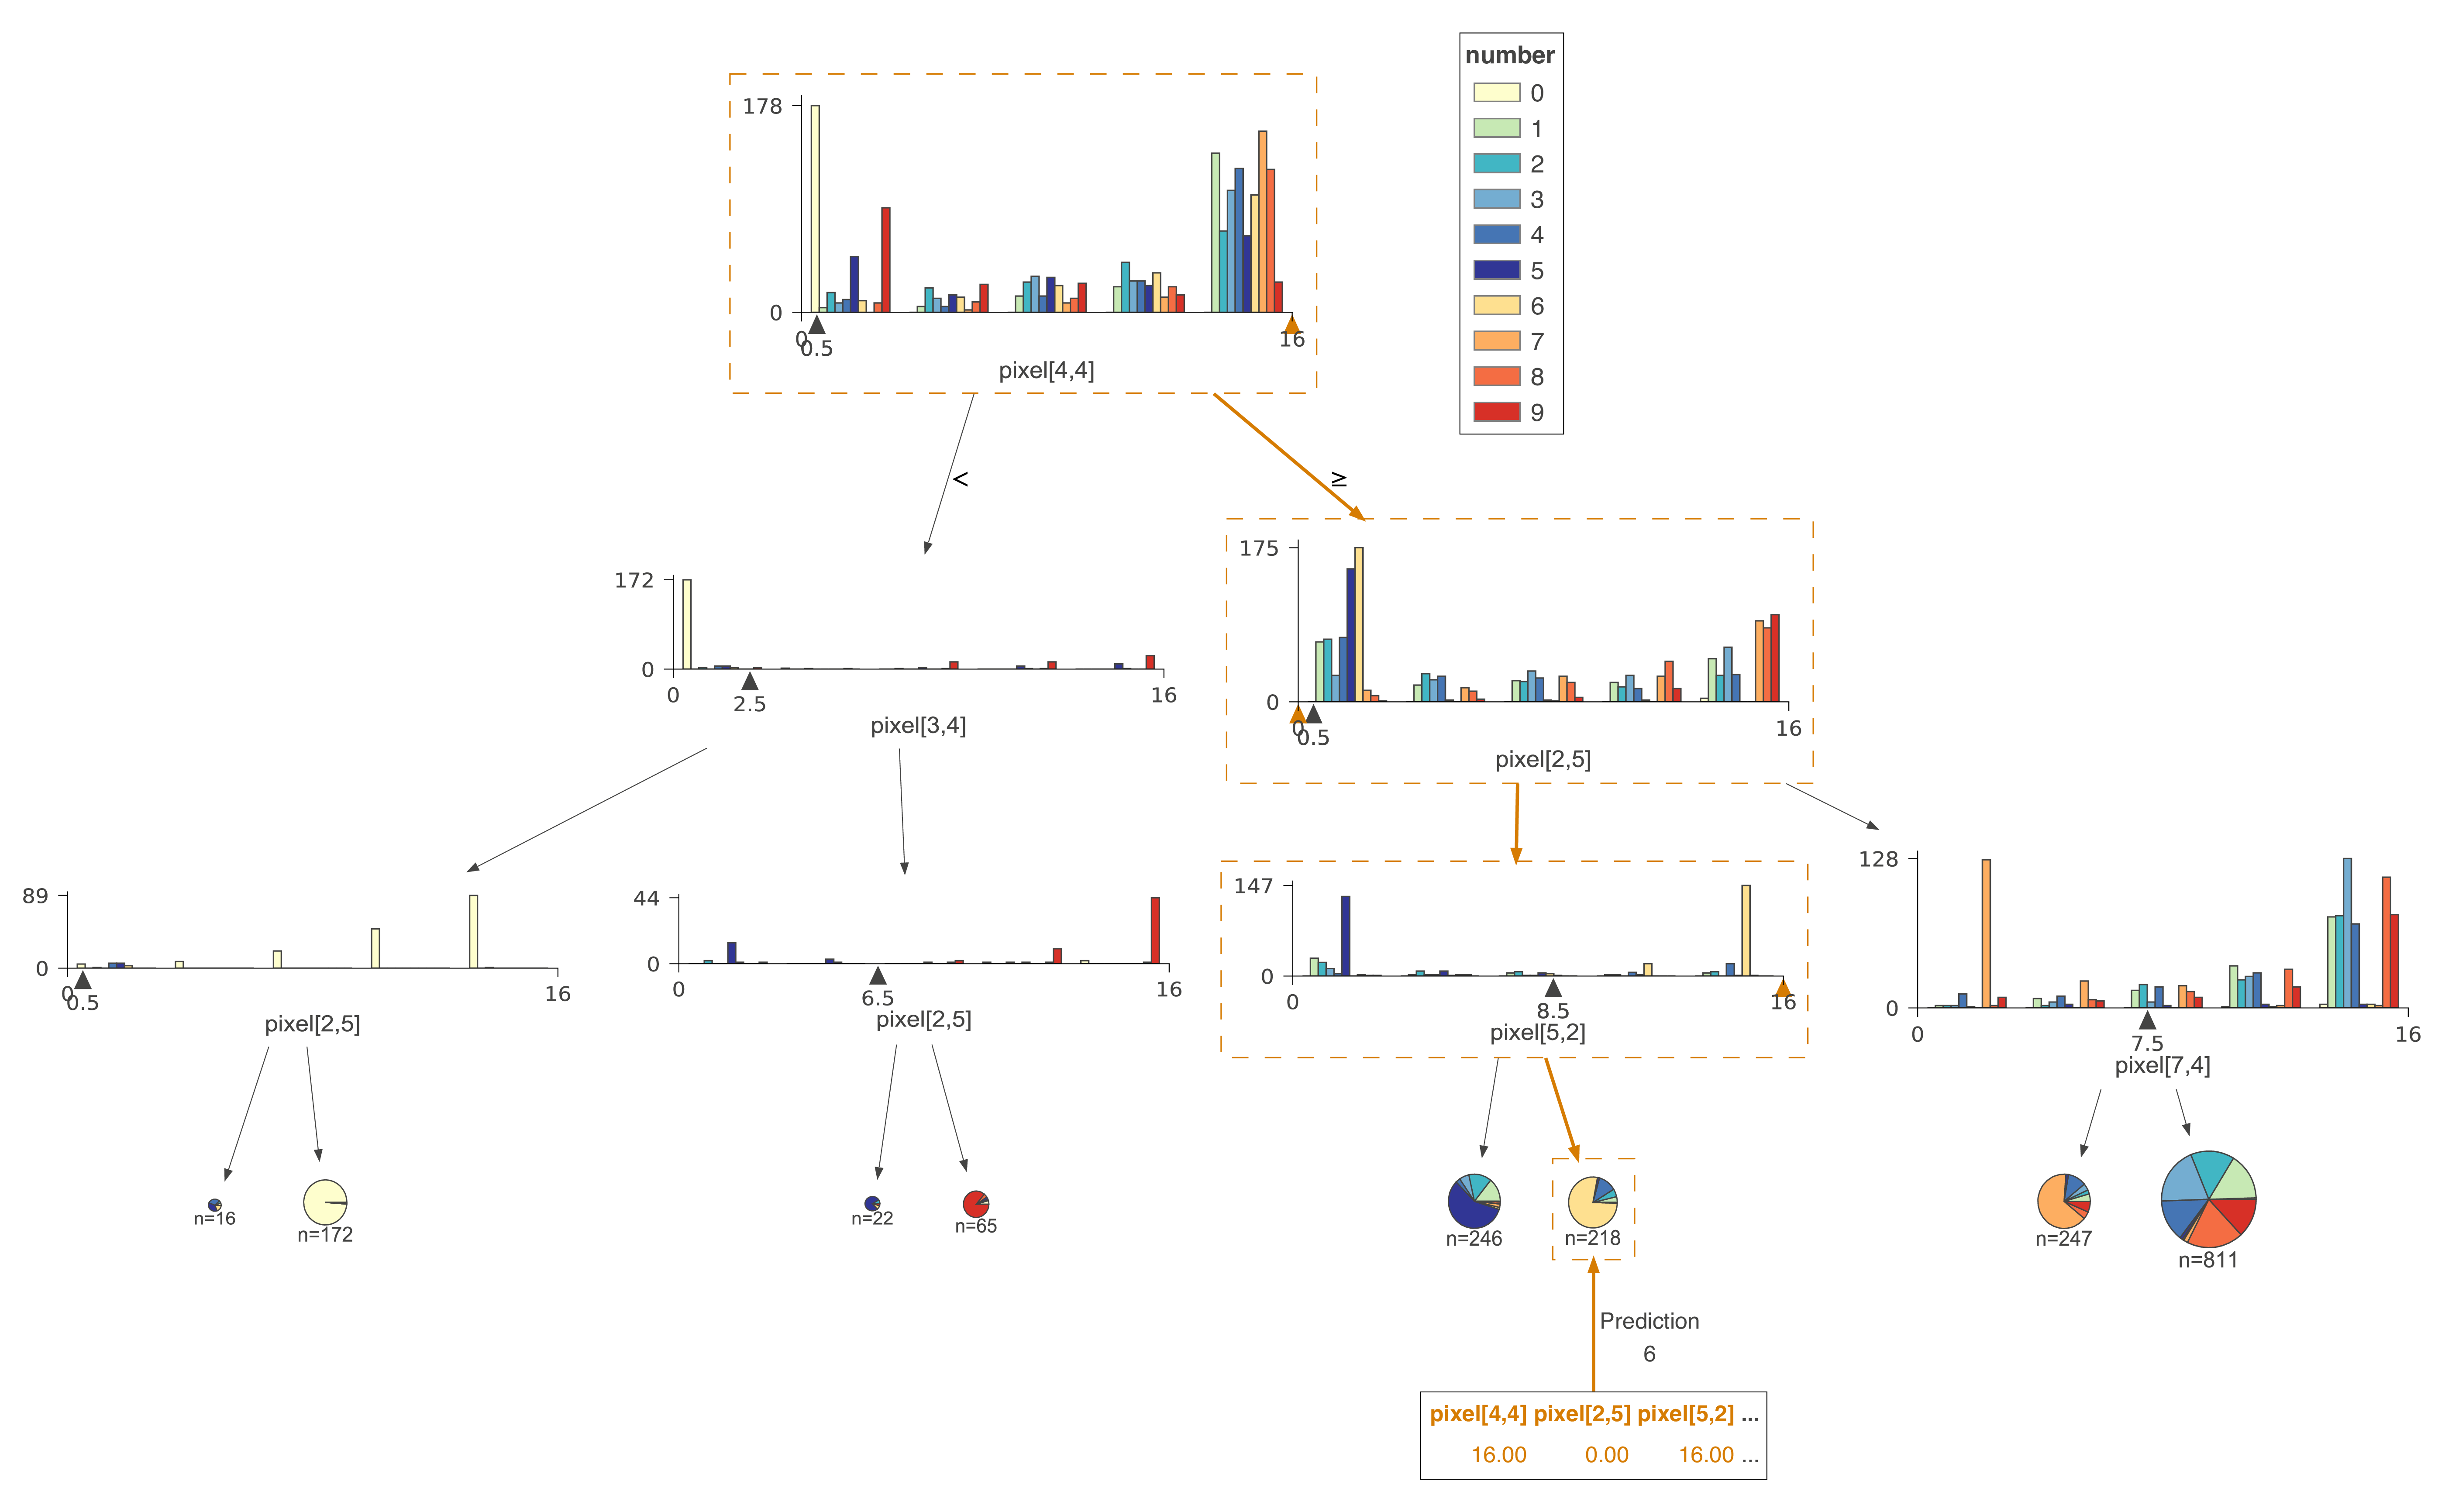 number
0
1
2
3
4
5
6
7
8
9
178
0
0
0.5
16
pixel[4,4]
<
≥
172
0
0
2.5
16
pixel[3,4]
175
0
0
0.5
16
pixel[2,5]
89
0
0
0.5
16
pixel[2,5]
44
0
0
6.5
16
pixel[2,5]
147
0
0
8.5
16
pixel[5,2]
128
0
0
7.5
16
pixel[7,4]
n=16
n=172
n=22
n=65
n=246
n=218
n=247
n=811
Prediction
6
pixel[4,4] pixel[2,5] pixel[5,2] ...
16.00 0.00 16.00 ...